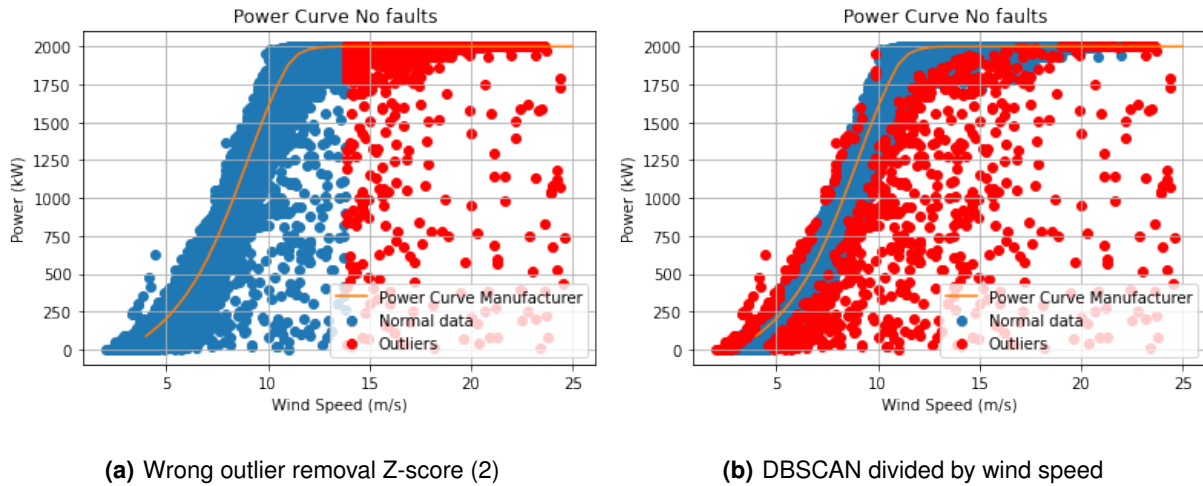 Power Curve No faults
2000
1750
1500
1250
1000
750
500
250
0
Power (kW)
5
10
15
20
25
Wind Speed (m/s)
Power Curve Manufacturer
Normal data
Outliers
(a) Wrong outlier removal Z-score (2)
Power Curve No faults
2000
1750
1500
1250
1000
750
500
250
0
Power (kW)
5
10
15
20
25
Wind Speed (m/s)
Power Curve Manufacturer
Normal data
Outliers
(b) DBSCAN divided by wind speed